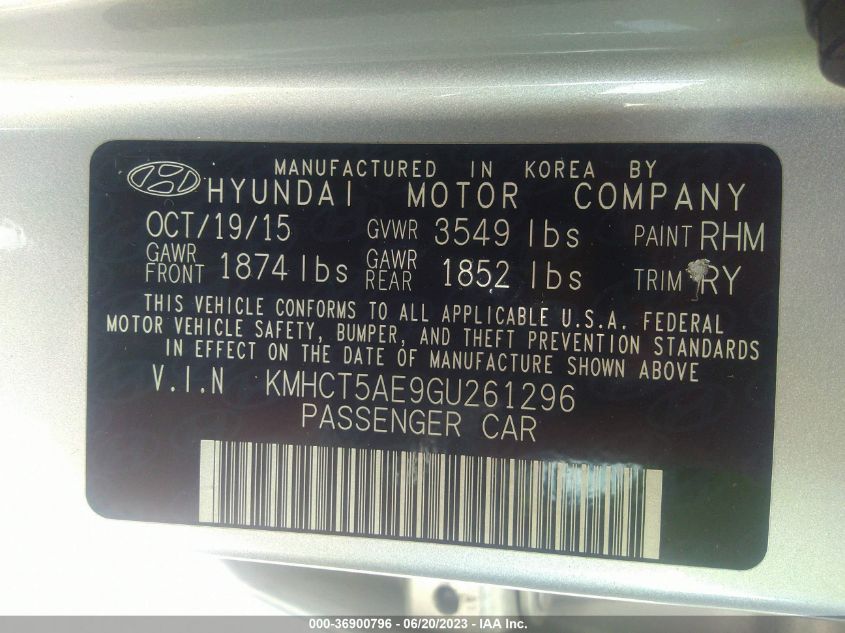 MANUFACTURED IN KOREA BY
HYUNDAI MOTOR COMPANY
OCT/19/15 GVWR 3549 lbs PAINT RHM
GAWR FRONT 1874 lbs GAWR REAR 1852 lbs TRIM RY
THIS VEHICLE CONFORMS TO ALL APPLICABLE U.S.A. FEDERAL
MOTOR VEHICLE SAFETY, BUMPER, AND THEFT PREVENTION STANDARDS
IN EFFECT ON THE DATE OF MANUFACTURE SHOWN ABOVE
V.I.N KMHCT5AE9GU261296
PASSENGER CAR
000-36900796 - 06/20/2023 - IAA Inc.